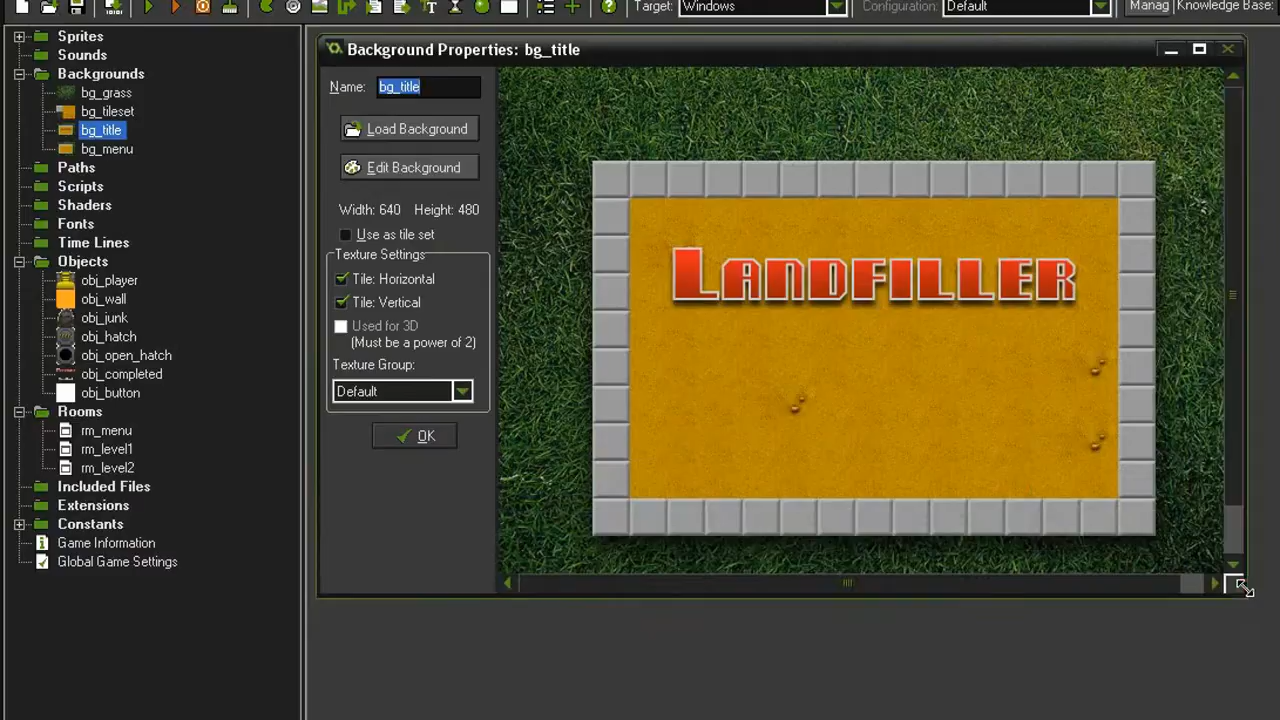 Target: Windows Configuration: Default Manag Knowledge Base:
Sprites
Sounds
Backgrounds
bg_grass
bg_tileset
bg_title
bg_menu
Paths
Scripts
Shaders
Fonts
Time Lines
Objects
obj_player
obj_wall
obj_junk
obj_hatch
obj_open_hatch
obj_completed
obj_button
Rooms
rm_menu
rm_level1
rm_level2
Included Files
Extensions
Constants
Game Information
Global Game Settings
Background Properties: bg_title
Name: bg_title
Load Background
Edit Background
Width: 640 Height: 480
Use as tile set
Texture Settings
Tile: Horizontal
Tile: Vertical
Used for 3D
(Must be a power of 2)
Texture Group:
Default
OK
LANDFILLER